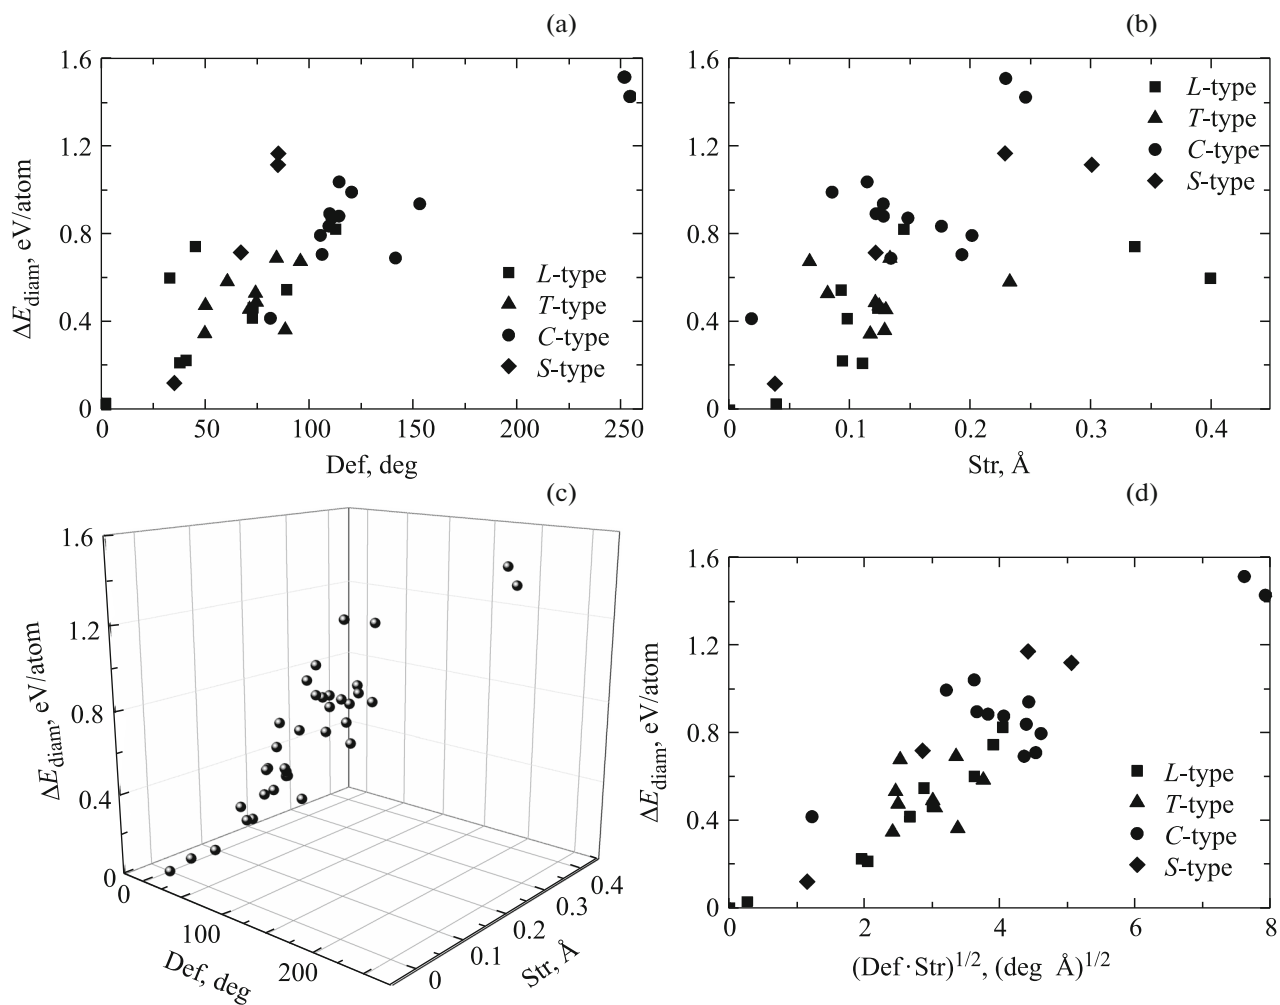 (a)
1.6
1.2
0.8
0.4
0
ΔE_diam, eV/atom
L-type
T-type
C-type
S-type
0
50
100
150
200
250
Def, deg
(b)
1.6
1.2
0.8
0.4
0
L-type
T-type
C-type
S-type
0
0.1
0.2
0.3
0.4
Str, Å
(c)
1.6
1.2
0.8
0.4
0
ΔE_diam, eV/atom
0
100
200
Def, deg
0
0.1
0.2
0.3
0.4
Str, Å
(d)
1.6
1.2
0.8
0.4
0
ΔE_diam, eV/atom
L-type
T-type
C-type
S-type
0
2
4
6
8
(Def·Str)^1/2, (deg Å)^1/2